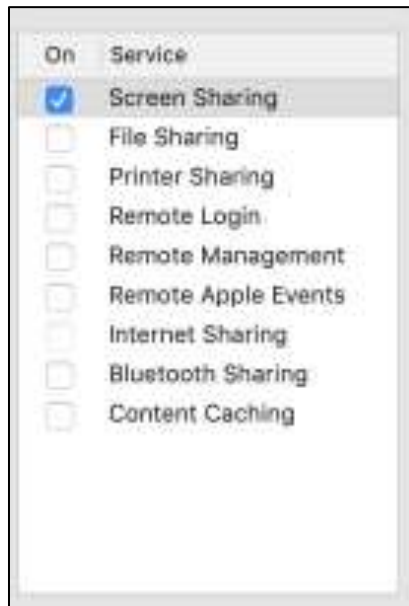 On Service
Screen Sharing
File Sharing
Printer Sharing
Remote Login
Remote Management
Remote Apple Events
Internet Sharing
Bluetooth Sharing
Content Caching